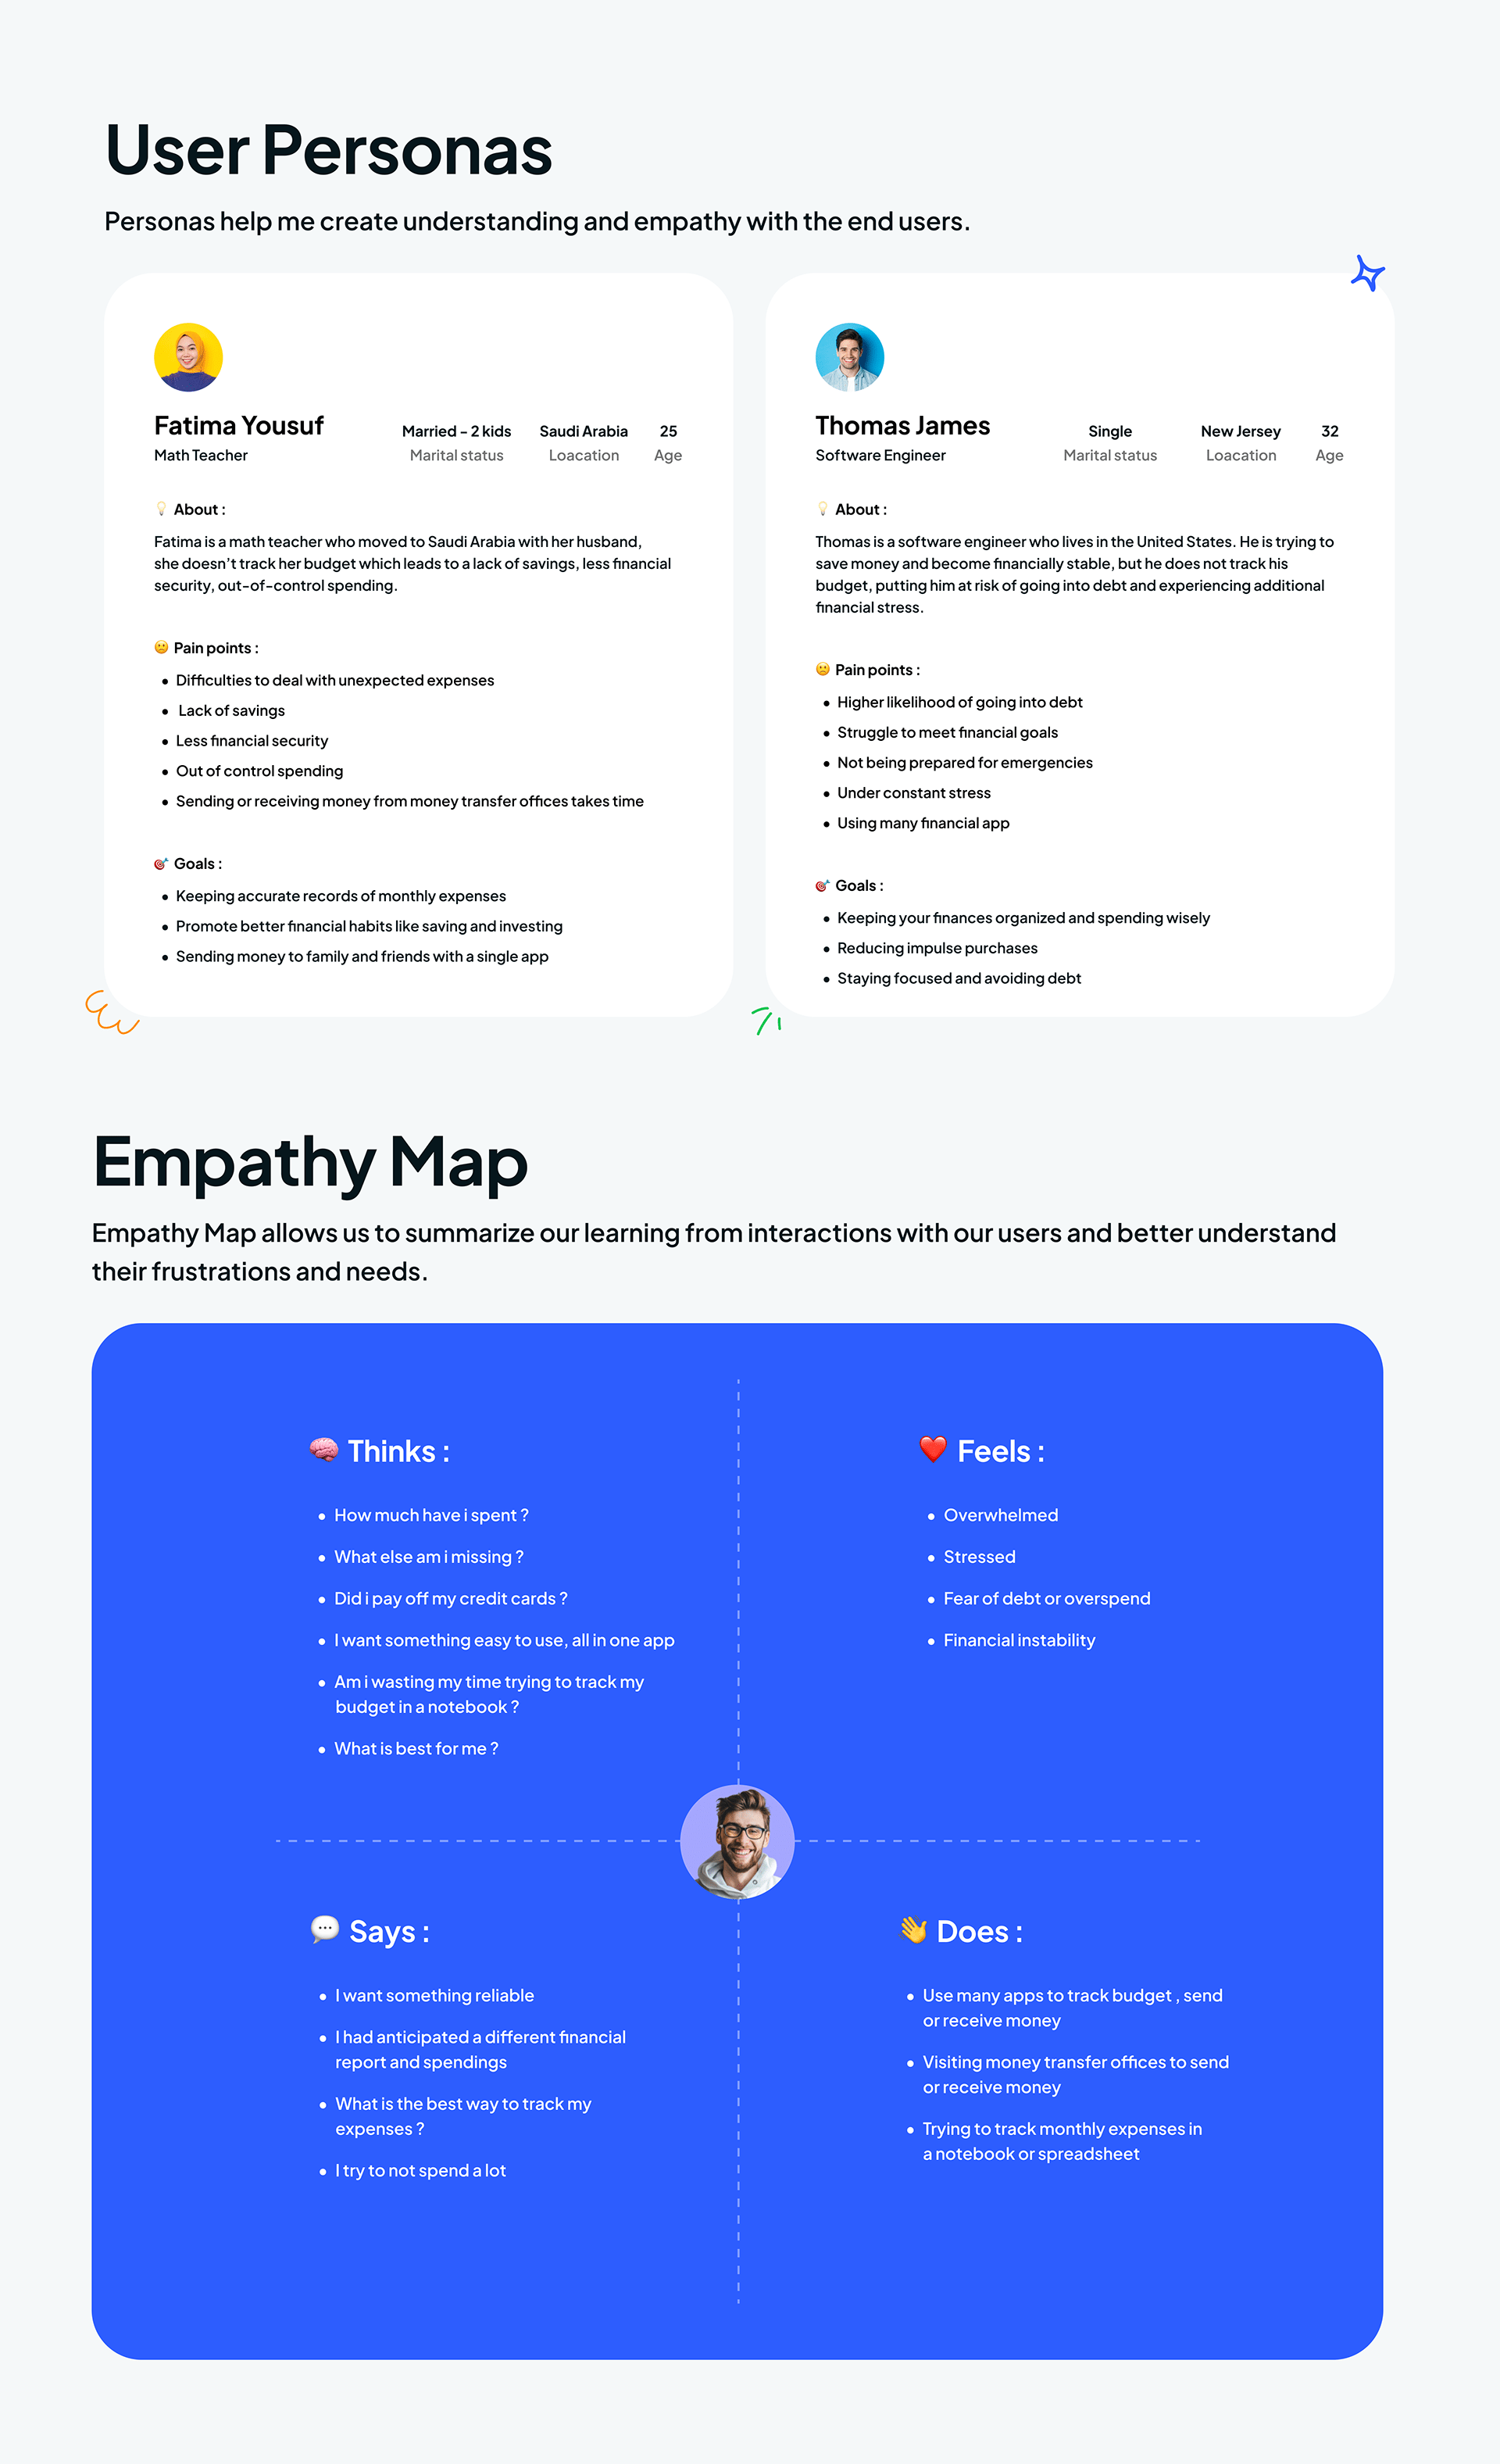 User Personas
Personas help me create understanding and empathy with the end users.
Fatima Yousuf
Math Teacher
Married - 2 kids
Marital status
Saudi Arabia
Loacation
25
Age
About :
Fatima is a math teacher who moved to Saudi Arabia with her husband,
she doesn't track her budget which leads to a lack of savings, less financial
security, out-of-control spending.
Pain points :
• Difficulties to deal with unexpected expenses
• Lack of savings
• Less financial security
• Out of control spending
• Sending or receiving money from money transfer offices takes time
Goals :
• Keeping accurate records of monthly expenses
• Promote better financial habits like saving and investing
• Sending money to family and friends with a single app
Thomas James
Software Engineer
Single
Marital status
New Jersey
Loacation
32
Age
About :
Thomas is a software engineer who lives in the United States. He is trying to
save money and become financially stable, but he does not track his
budget, putting him at risk of going into debt and experiencing additional
financial stress.
Pain points :
• Higher likelihood of going into debt
• Struggle to meet financial goals
• Not being prepared for emergencies
• Under constant stress
• Using many financial app
Goals :
• Keeping your finances organized and spending wisely
• Reducing impulse purchases
• Staying focused and avoiding debt
Empathy Map
Empathy Map allows us to summarize our learning from interactions with our users and better understand
their frustrations and needs.
Thinks :
• How much have i spent ?
• What else am i missing ?
• Did i pay off my credit cards ?
• I want something easy to use, all in one app
• Am i wasting my time trying to track my
budget in a notebook ?
• What is best for me ?
Feels :
• Overwhelmed
• Stressed
• Fear of debt or overspend
• Financial instability
Says :
• I want something reliable
• I had anticipated a different financial
report and spendings
• What is the best way to track my
expenses ?
• I try to not spend a lot
Does :
• Use many apps to track budget , send
or receive money
• Visiting money transfer offices to send
or receive money
• Trying to track monthly expenses in
a notebook or spreadsheet